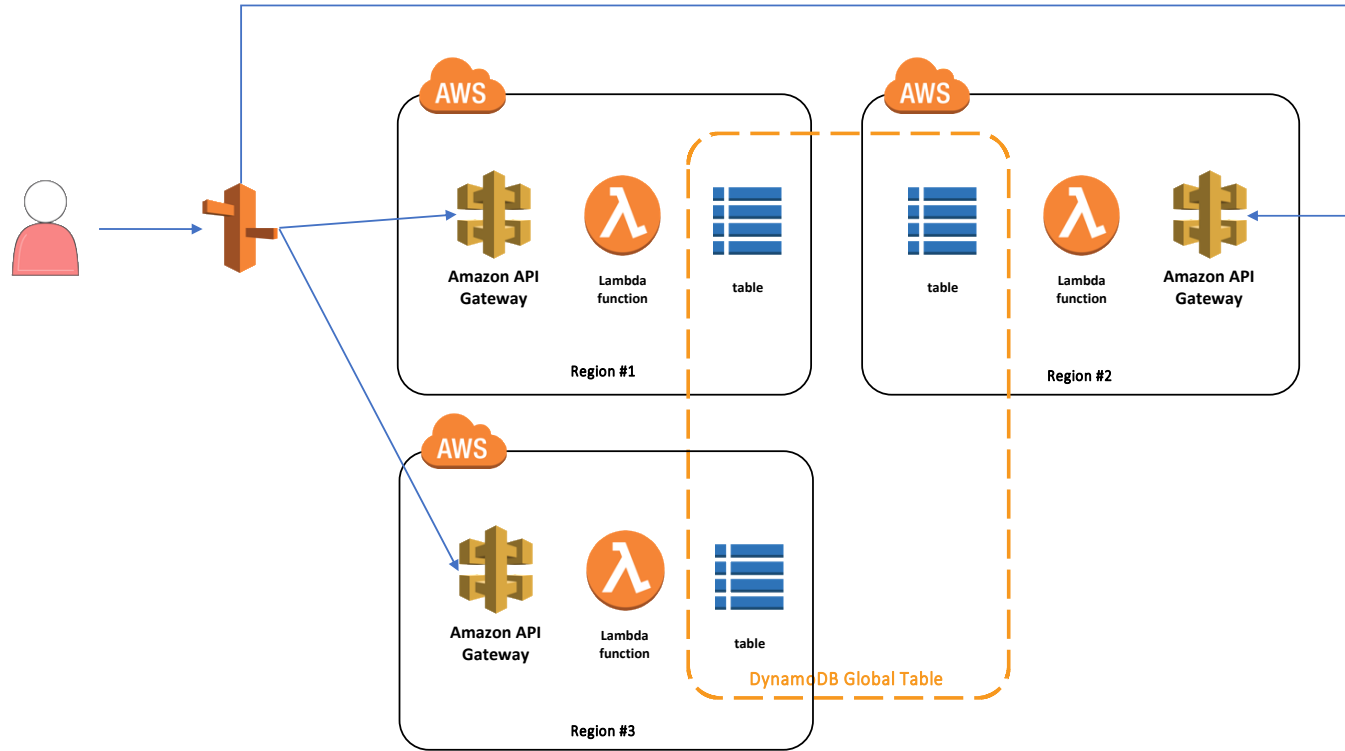 AWS
AWS
Amazon API
Gateway
Lambda
function
table
Region #1
table
Lambda
function
Amazon API
Gateway
Region #2
AWS
Amazon API
Gateway
Lambda
function
table
DynamoDB Global Table
Region #3